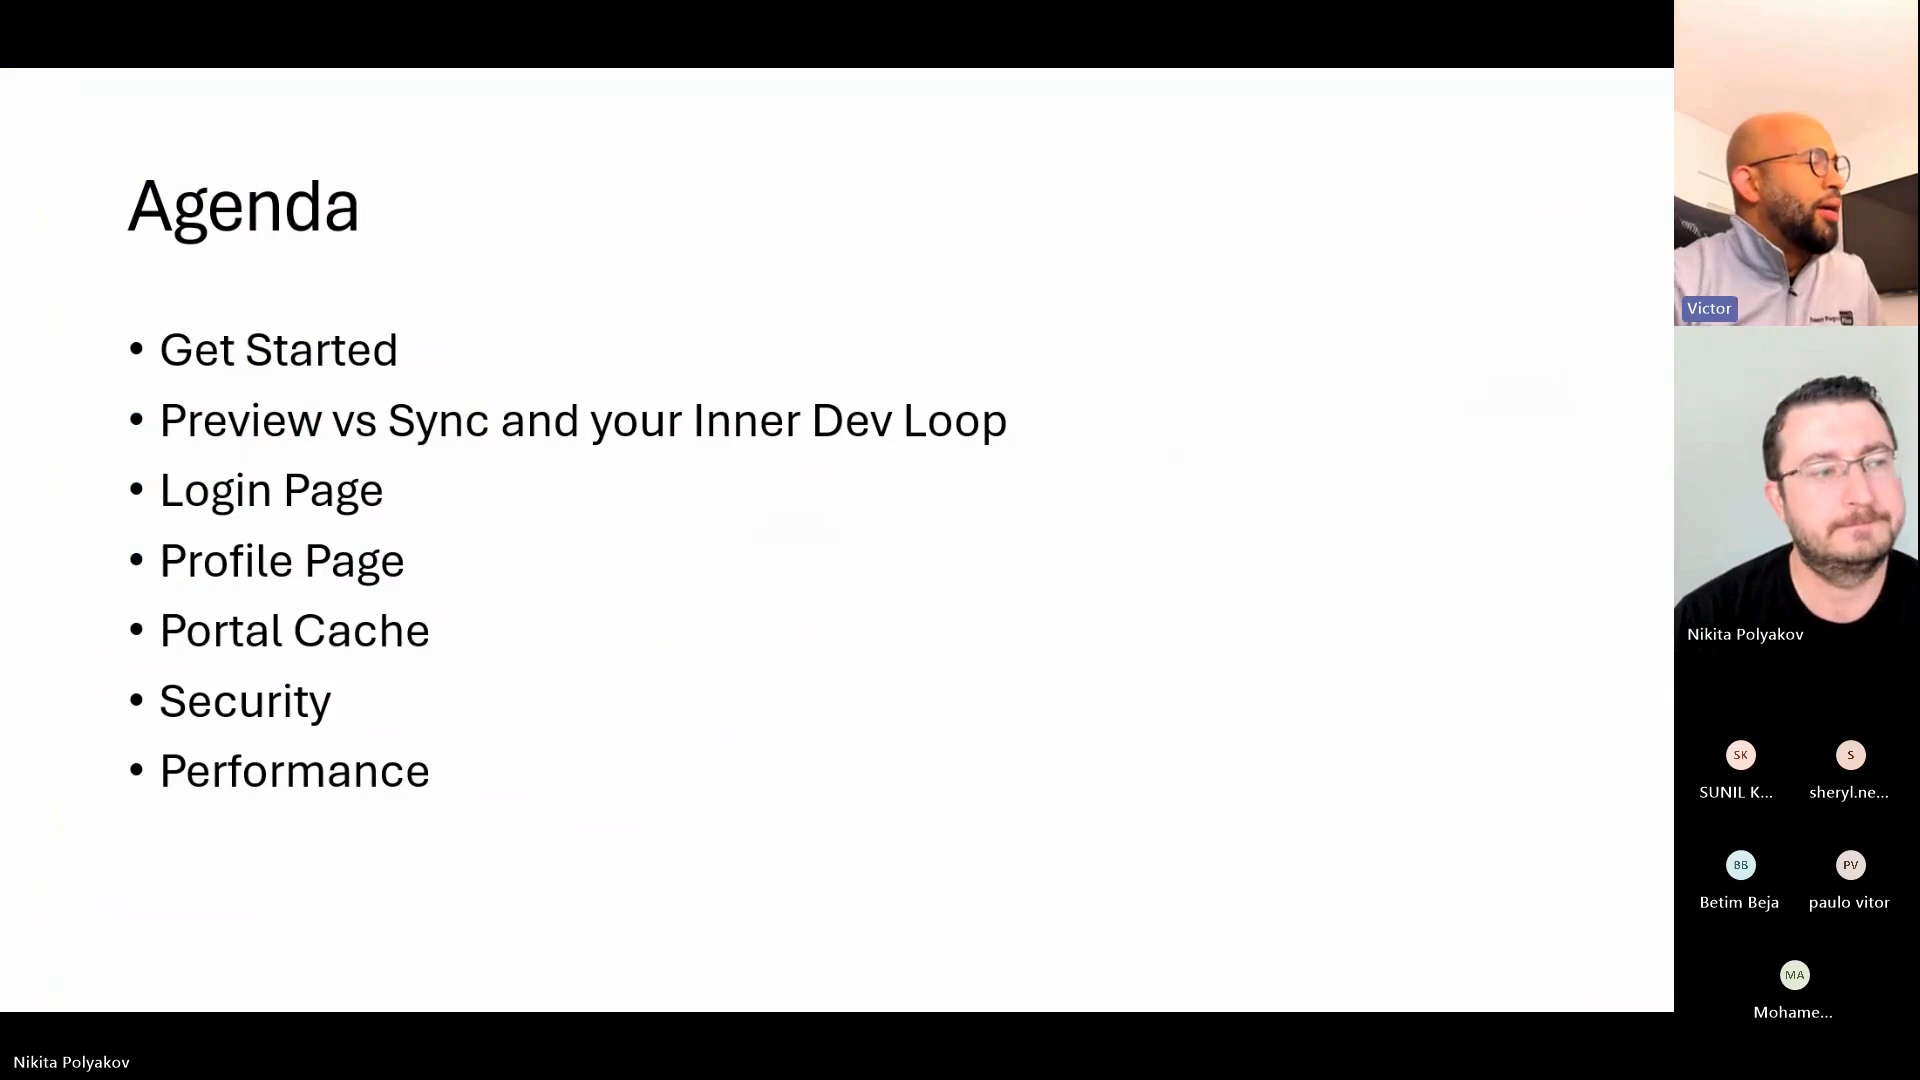 Agenda
• Get Started
• Preview vs Sync and your Inner Dev Loop
• Login Page
• Profile Page
• Portal Cache
• Security
• Performance
Victor
Nikita Polyakov
SK
S
SUNIL K...
sheryl.ne...
BB
PV
Betim Beja
paulo vitor
MA
Mohame...
Nikita Polyakov